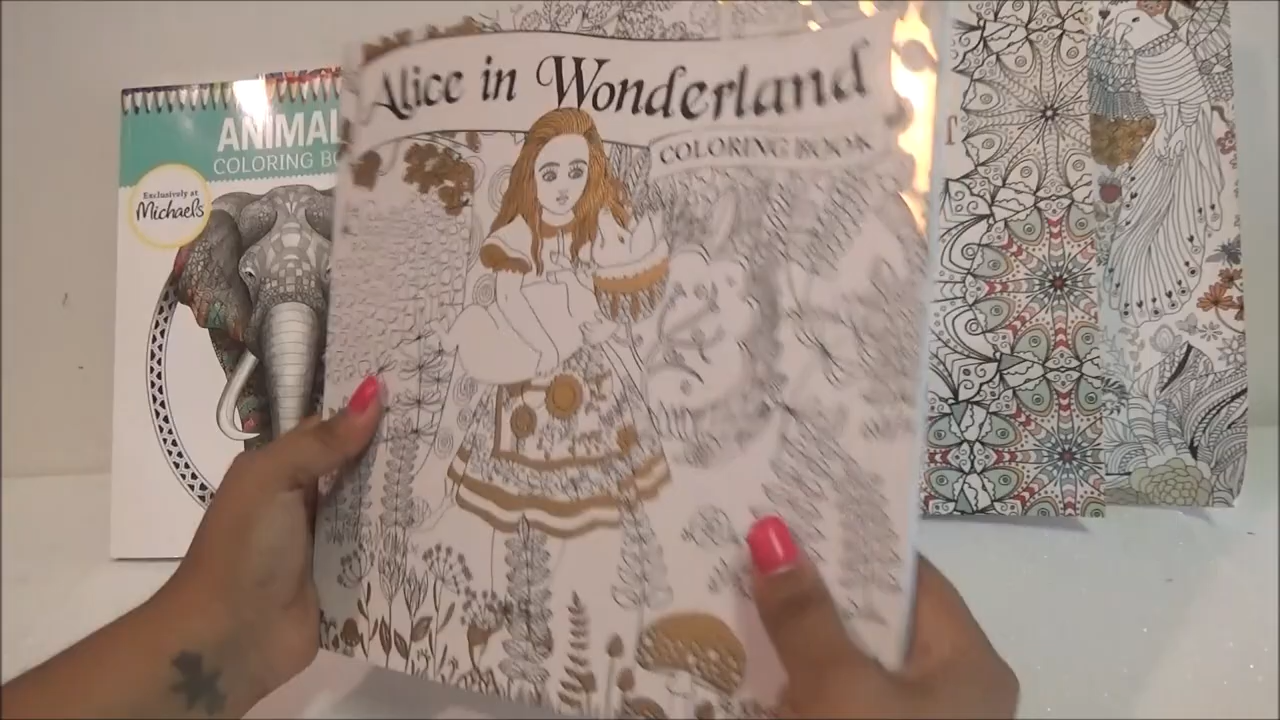 Alice in Wonderland
COLORING BOOK
ANIMAL
COLORING BO
Exclusively at
Michaels